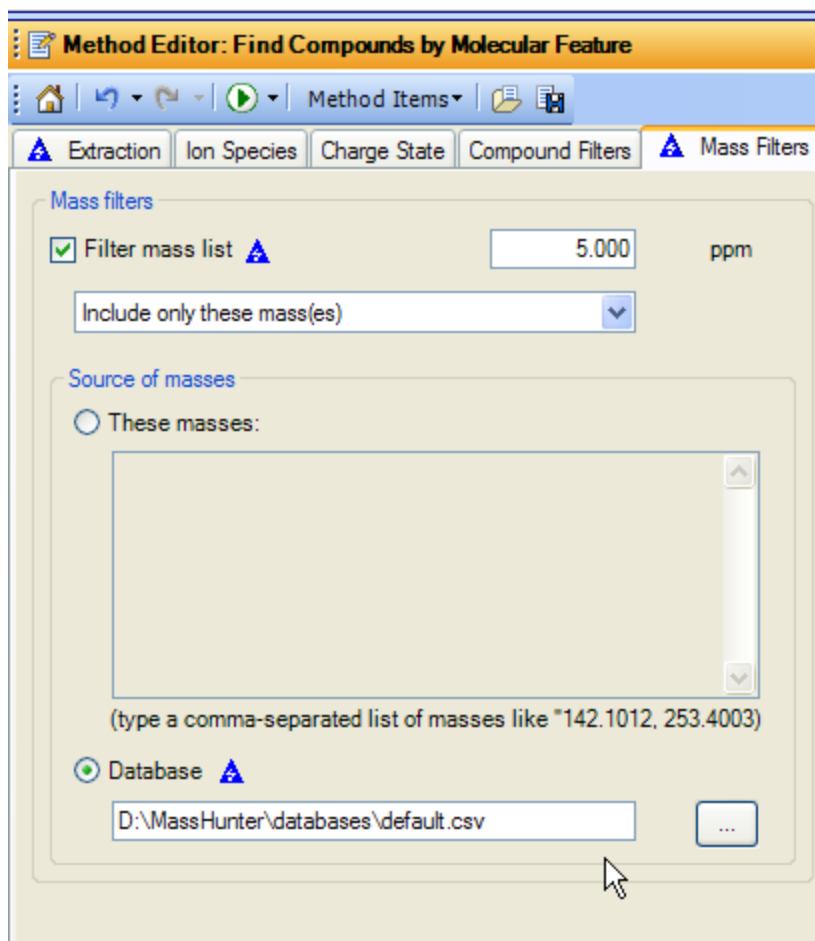 Method Editor: Find Compounds by Molecular Feature
Method Items
Extraction Ion Species Charge State Compound Filters Mass Filters
Mass filters
Filter mass list 5.000 ppm
Include only these mass(es)
Source of masses
These masses:
(type a comma-separated list of masses like "142.1012, 253.4003)
Database
D:\MassHunter\databases\default.csv ...